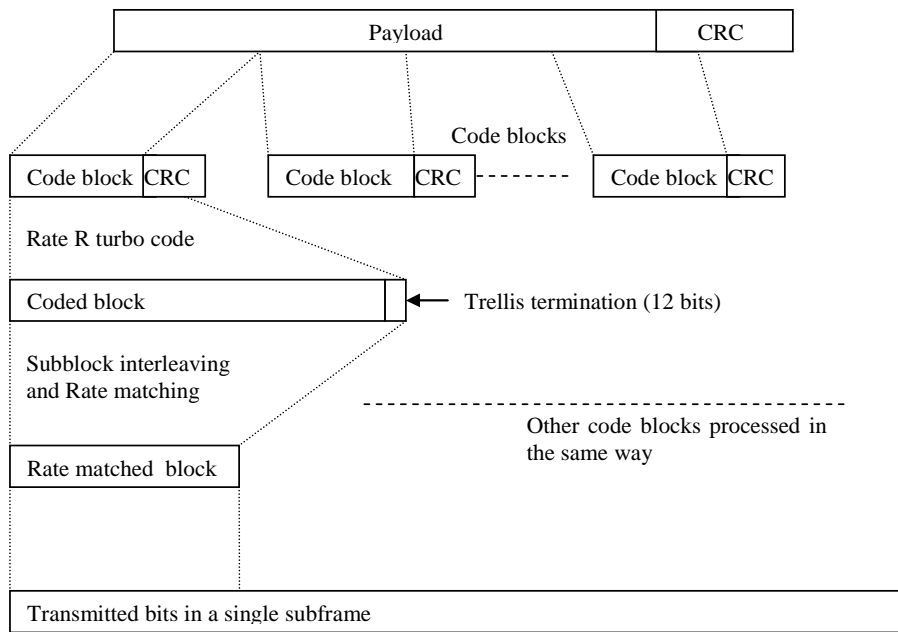 Payload CRC
Code blocks
Code block CRC Code block CRC Code block CRC
Rate R turbo code
Coded block
Trellis termination (12 bits)
Subblock interleaving
and Rate matching
Other code blocks processed in
the same way
Rate matched block
Transmitted bits in a single subframe